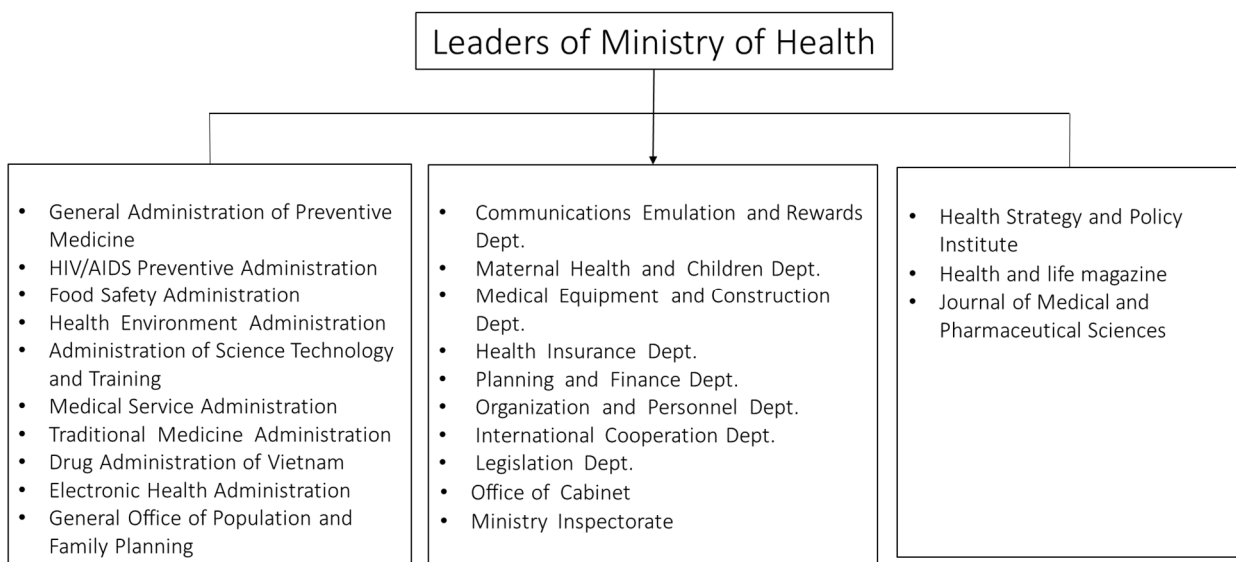 Leaders of Ministry of Health
• General Administration of Preventive
Medicine
• HIV/AIDS Preventive Administration
• Food Safety Administration
• Health Environment Administration
• Administration of Science Technology
and Training
• Medical Service Administration
• Traditional Medicine Administration
• Drug Administration of Vietnam
• Electronic Health Administration
• General Office of Population and
Family Planning
• Communications Emulation and Rewards
Dept.
• Maternal Health and Children Dept.
• Medical Equipment and Construction
Dept.
• Health Insurance Dept.
• Planning and Finance Dept.
• Organization and Personnel Dept.
• International Cooperation Dept.
• Legislation Dept.
• Office of Cabinet
• Ministry Inspectorate
• Health Strategy and Policy
Institute
• Health and life magazine
• Journal of Medical and
Pharmaceutical Sciences